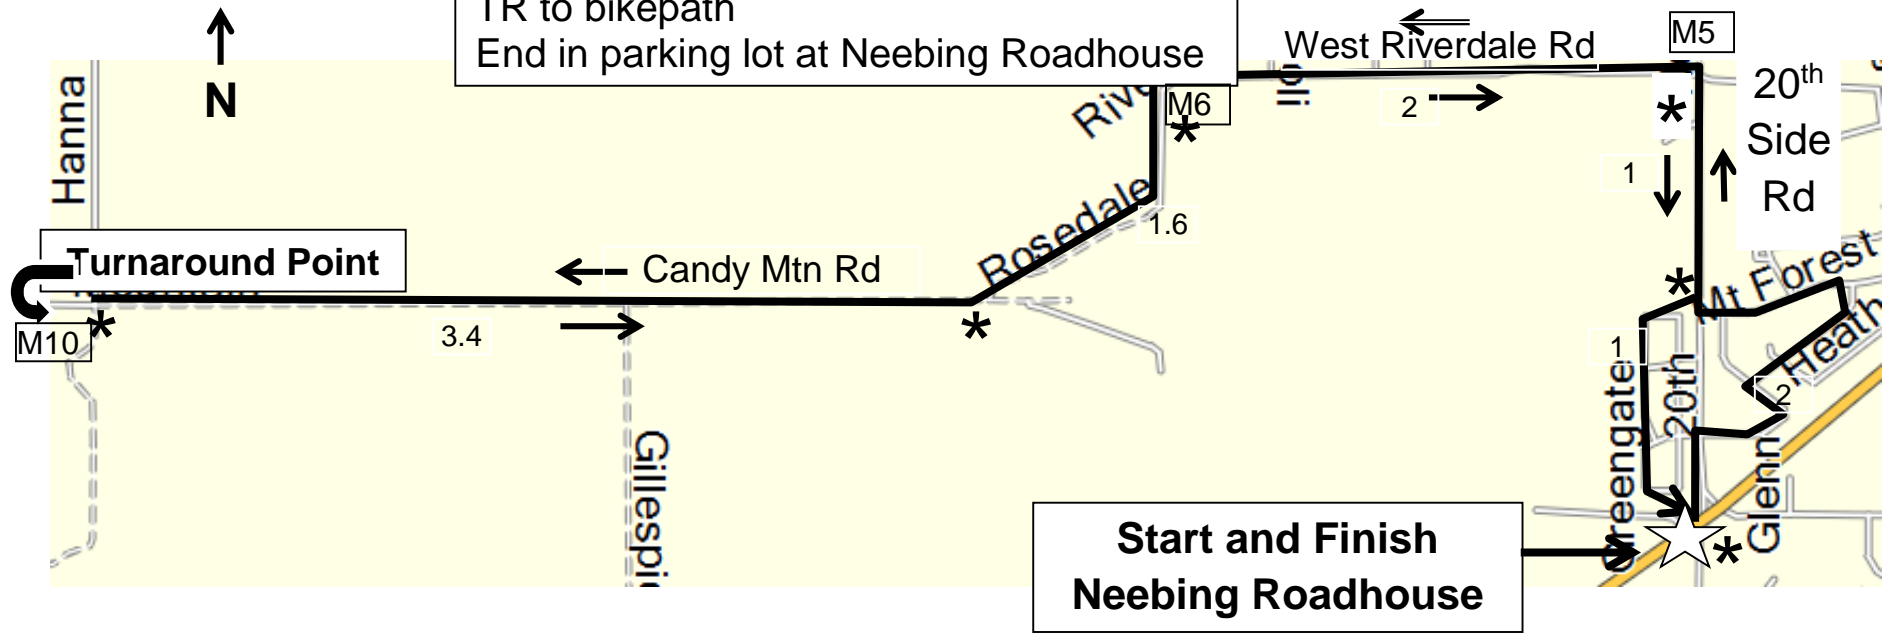 TR to bikepath
End in parking lot at Neebing Roadhouse
N
West Riverdale Rd
M5
20th
Side
Rd
Hanna
M6
2
1
Rosedale
1.6
Turnaround Point
Candy Mtn Rd
M10
3.4
Mt Forest
Heath
1
2
Greengate
20th
Glenn
Gillespie
Start and Finish
Neebing Roadhouse